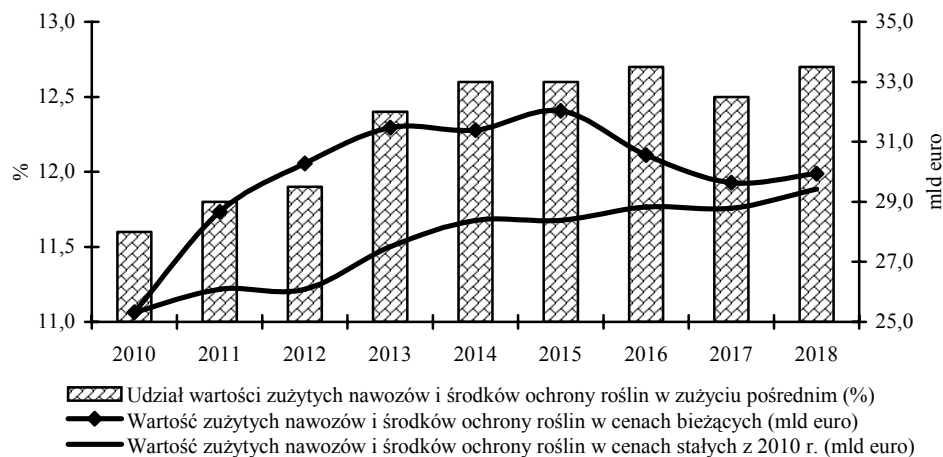 13,0
12,5
12,0
11,5
11,0
%
35,0
33,0
31,0
29,0
27,0
25,0
mld euro
2010 2011 2012 2013 2014 2015 2016 2017 2018
Udział wartości zużytych nawozów i środków ochrony roślin w zużyciu pośrednim (%)
Wartość zużytych nawozów i środków ochrony roślin w cenach bieżących (mld euro)
Wartość zużytych nawozów i środków ochrony roślin w cenach stałych z 2010 r. (mld euro)